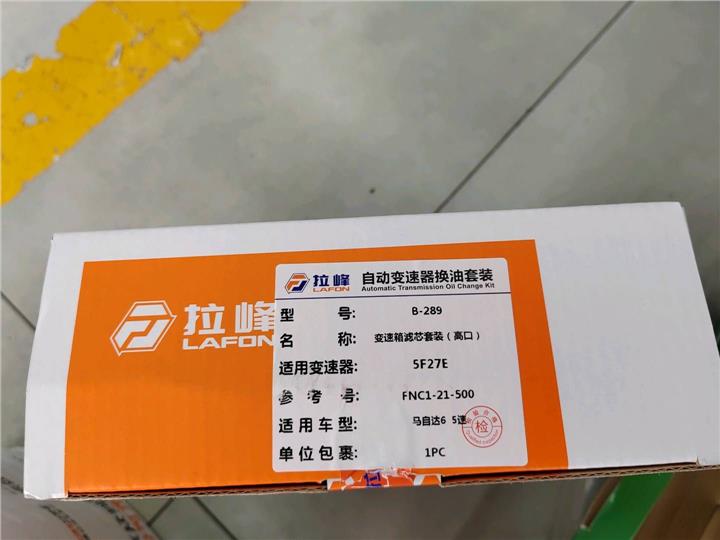 拉峰
LAFON
拉峰
LAFON
自动变速器换油套装
Automatic Transmission Oil Change Kit
型号: B-289
名称: 变速箱滤芯套装(高口)
适用变速器: 5F27E
参考号: FNC1-21-500
适用车型: 马自达6 5速
单位包裹: 1PC
检